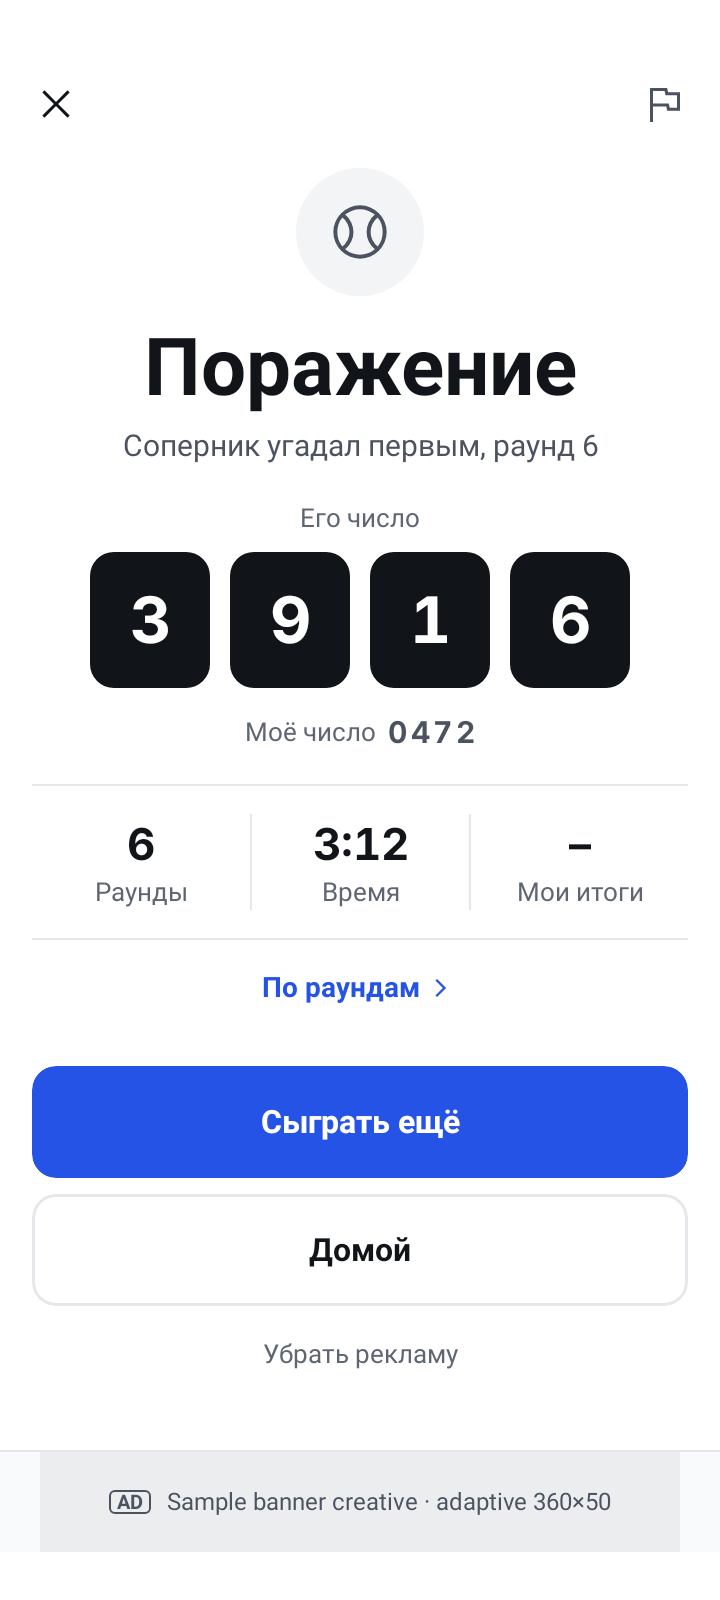 Поражение
Соперник угадал первым, раунд 6
Его число
3 9 1 6
Моё число 0472
6 3:12 –
Раунды Время Мои итоги
По раундам
Сыграть ещё
Домой
Убрать рекламу
AD Sample banner creative · adaptive 360×50